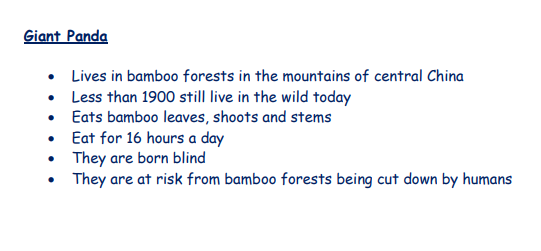 Giant Panda
• Lives in bamboo forests in the mountains of central China
• Less than 1900 still live in the wild today
• Eats bamboo leaves, shoots and stems
• Eat for 16 hours a day
• They are born blind
• They are at risk from bamboo forests being cut down by humans